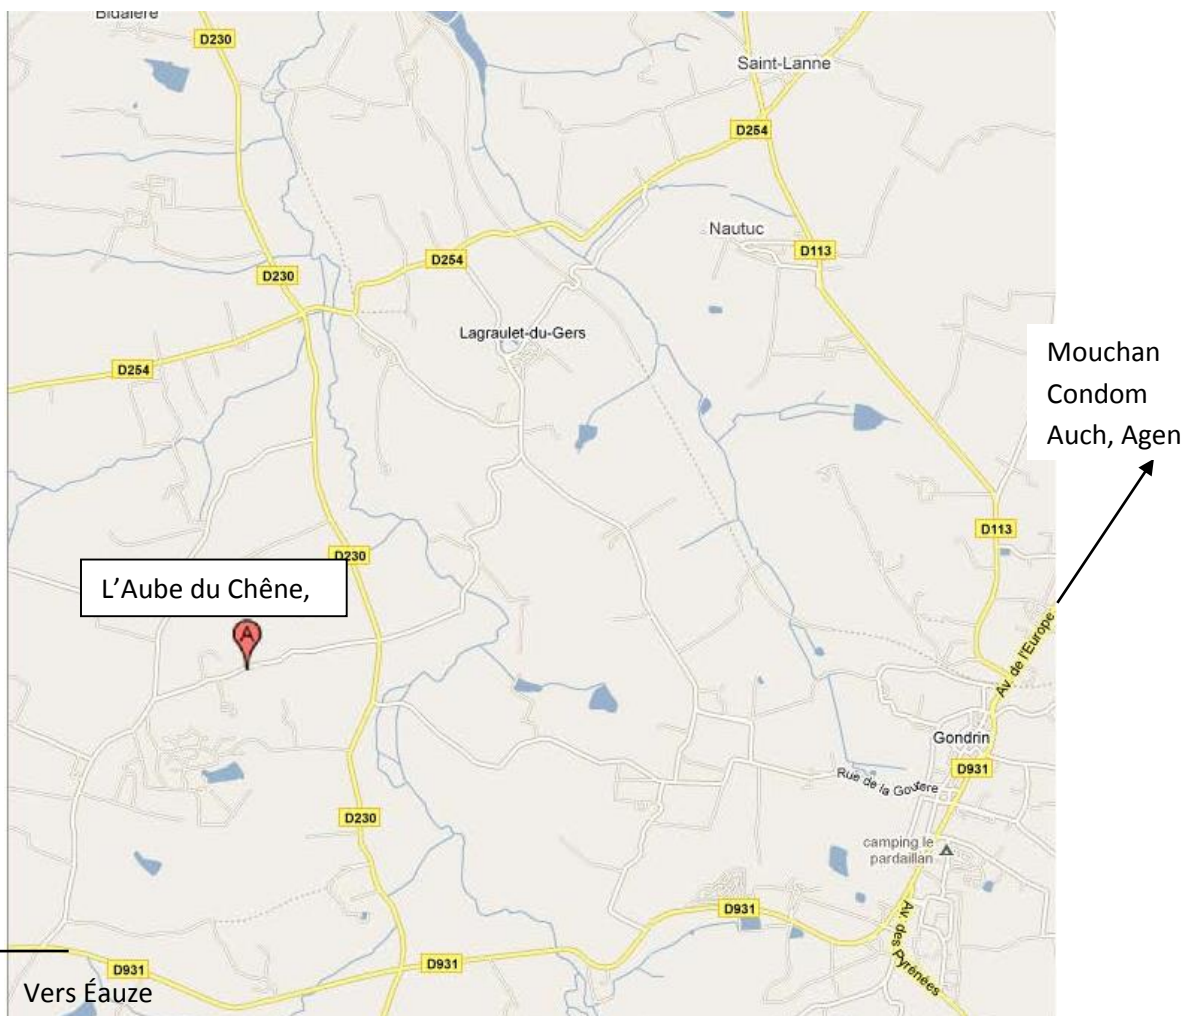 Bidalère
D230
Saint-Lanne
D254
Nautuc
D113
D254
D230
Lagraulet-du-Gers
D254
Mouchan
Condom
Auch, Agen
D113
D230
L’Aube du Chêne,
A
Av. de l'Europe
Gondrin
D931
Rue de la Goutere
D230
camping le
pardaillan
D931
Av. des Pyrénées
D931
D931
Vers Éauze